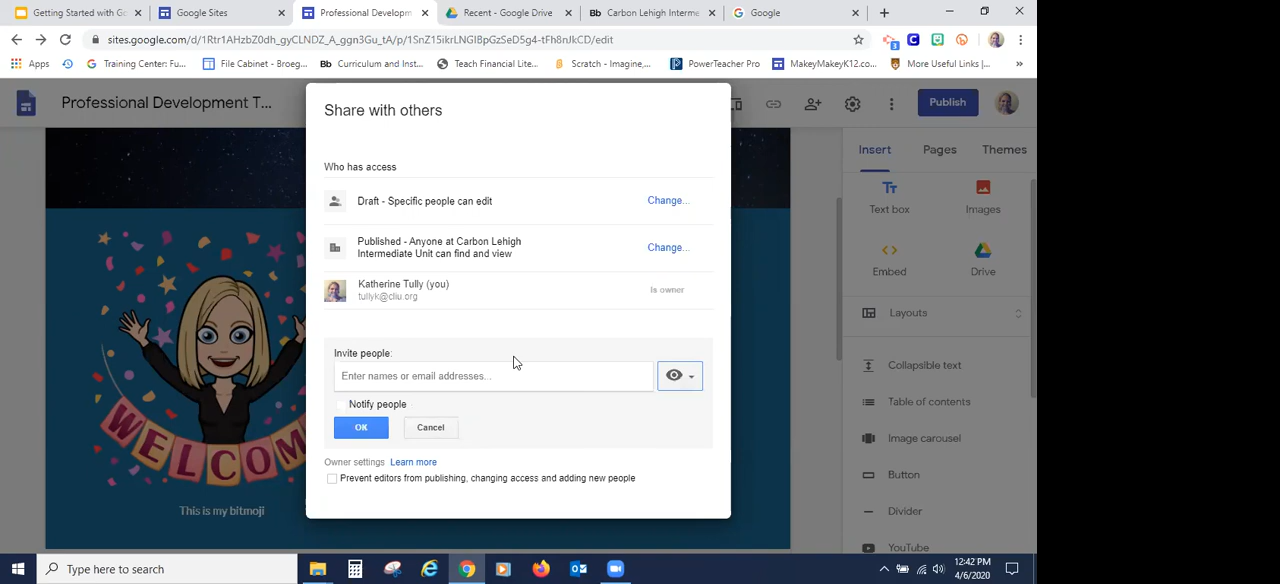 Getting Started with Go
Google Sites
Professional Developm
Recent - Google Drive
Carbon Lehigh Interme
Google
sites.google.com/d/1Rtr1AHzbZ0dh_gyCLNDZ_A_ggn3Gu_tA/p/1SnZ15ikrLNGI8pGzSeD5g4-tFh8nJkCD/edit
Apps
Training Center: Fu...
File Cabinet - Broeg...
Bb Curriculum and Inst...
Teach Financial Lite...
Scratch - Imagine,...
PowerTeacher Pro
MakeyMakeyK12.co...
More Useful Links |...
»
Professional Development T...
Publish
Share with others
Who has access
Draft - Specific people can edit
Change...
Published - Anyone at Carbon Lehigh
Intermediate Unit can find and view
Change...
Katherine Tully (you)
tullyk@cliu.org
Is owner
Invite people:
Enter names or email addresses...
Notify people
OK
Cancel
Owner settings Learn more
Prevent editors from publishing, changing access and adding new people
WELCOM
This is my bitmoji
Insert
Pages
Themes
Text box
Images
Embed
Drive
Layouts
Collapsible text
Table of contents
Image carousel
Button
Divider
YouTube
Type here to search
12:42 PM
4/6/2020